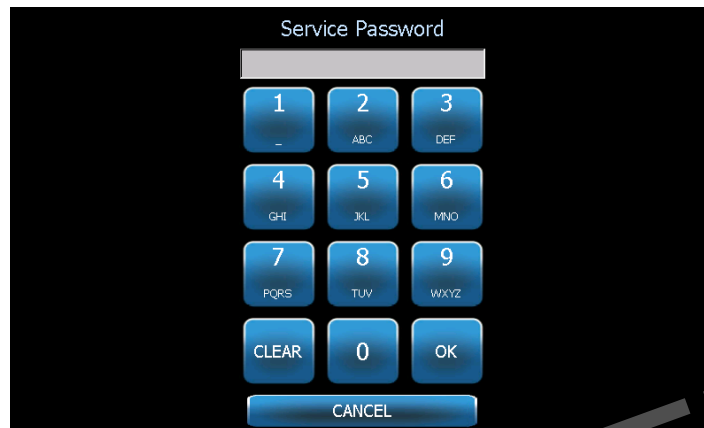 Service Password
1 2 3
_ ABC DEF
4 5 6
GHI JKL MNO
7 8 9
PQRS TUV WXYZ
CLEAR 0 OK
CANCEL